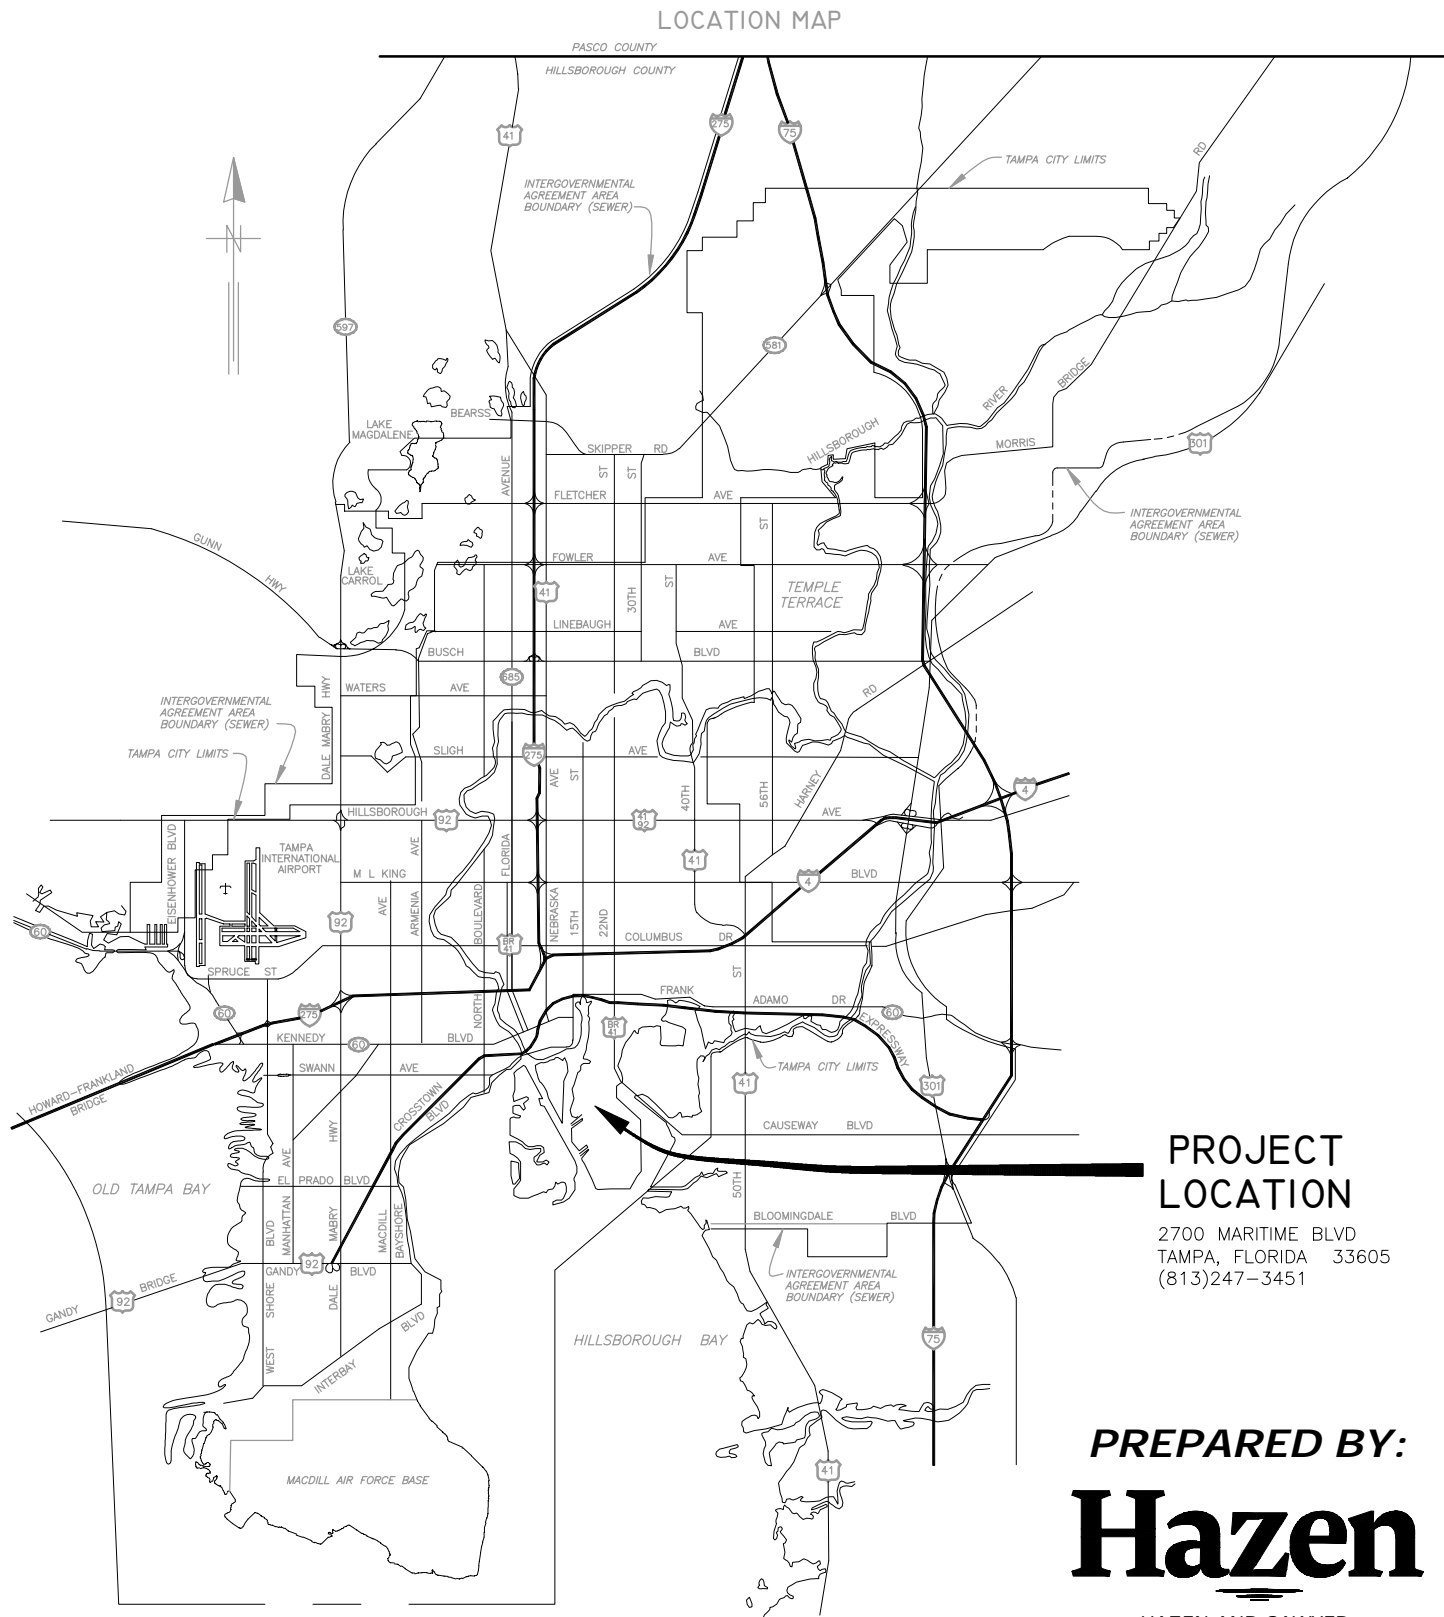 LOCATION MAP
PASCO COUNTY
HILLSBOROUGH COUNTY
41
275
75
TAMPA CITY LIMITS
RD
INTERGOVERNMENTAL
AGREEMENT AREA
BOUNDARY (SEWER)
N
597
581
BRIDGE
RIVER
BEARSS
LAKE
MAGDALENE
HILLSBOROUGH
SKIPPER RD
MORRIS
301
AVENUE
ST
ST
FLETCHER AVE
INTERGOVERNMENTAL
AGREEMENT AREA
BOUNDARY (SEWER)
GUNN
HWY
ST
FOWLER AVE
LAKE
CARROL
41
30TH
ST
TEMPLE
TERRACE
LINEBAUGH AVE
BUSCH BLVD
685
WATERS AVE
RD
INTERGOVERNMENTAL
AGREEMENT AREA
BOUNDARY (SEWER)
DALE MABRY HWY
TAMPA CITY LIMITS
SLIGH AVE
275
AVE
ST
40TH
56TH
HARNEY
4
HILLSBOROUGH
92
41
92
AVE
EISENHOWER BLVD
TAMPA
INTERNATIONAL
AIRPORT
AVE
FLORIDA
41
M L KING
4
BLVD
AVE
ARMENIA
BOULEVARD
NEBRASKA
15TH
22ND
92
60
BR
41
COLUMBUS DR
SPRUCE ST
ST
FRANK
ADAMO DR
60
60
275
NORTH
BR
41
EXPRESSWAY
KENNEDY
60
BLVD
TAMPA CITY LIMITS
SWANN AVE
HOWARD-FRANKLAND
BRIDGE
CROSSTOWN
BLVD
41
301
HWY
AVE
CAUSEWAY BLVD
PROJECT
LOCATION
2700 MARITIME BLVD
TAMPA, FLORIDA 33605
(813)247-3451
OLD TAMPA BAY
EL PRADO BLVD
50TH
BLVD
MANHATTAN
MABRY
MACDILL
BAYSHORE
BLOOMINGDALE BLVD
92
GANDY BLVD
INTERGOVERNMENTAL
AGREEMENT AREA
BOUNDARY (SEWER)
GANDY
92
BRIDGE
SHORE
DALE
BLVD
HILLSBOROUGH BAY
75
WEST
INTERBAY
MACDILL AIR FORCE BASE
41
PREPARED BY:
Hazen
HAZEN AND SAWYER